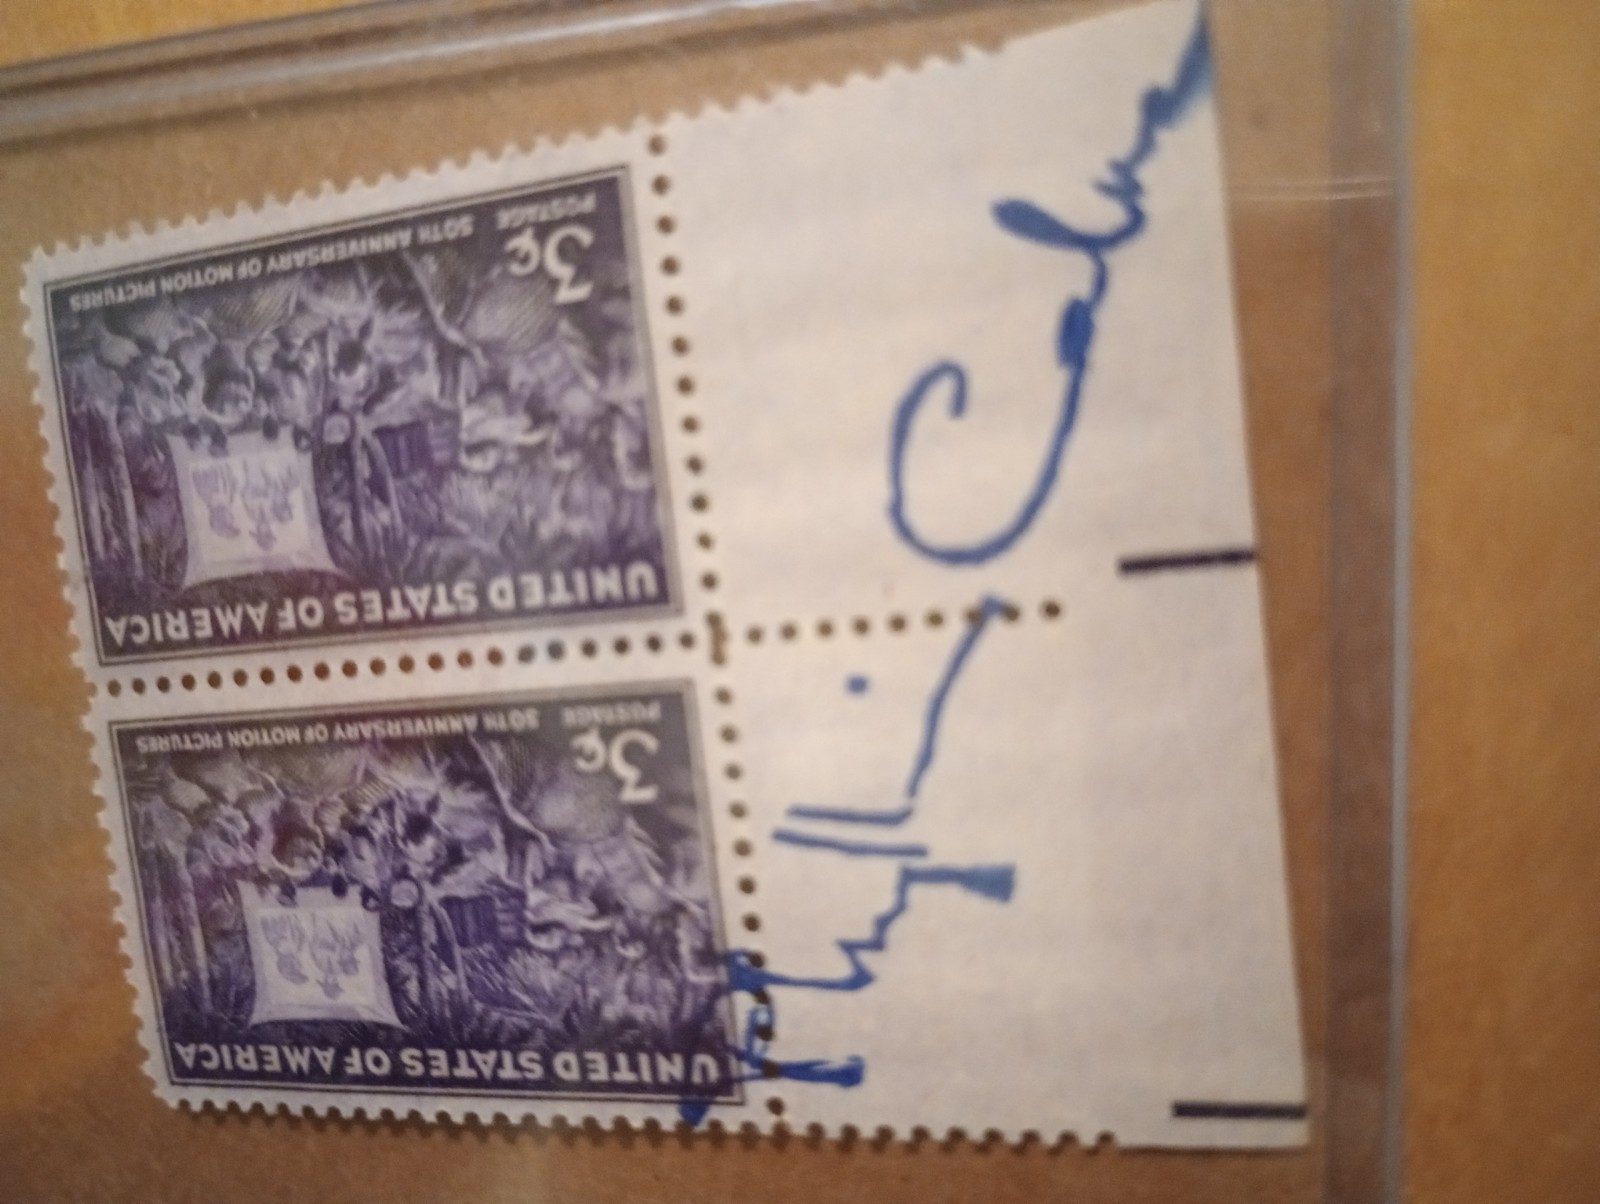 UNITED STATES OF AMERICA
3¢
POSTAGE 50TH ANNIVERSARY OF MOTION PICTURES
UNITED STATES OF AMERICA
3¢
POSTAGE 50TH ANNIVERSARY OF MOTION PICTURES
Phyllis